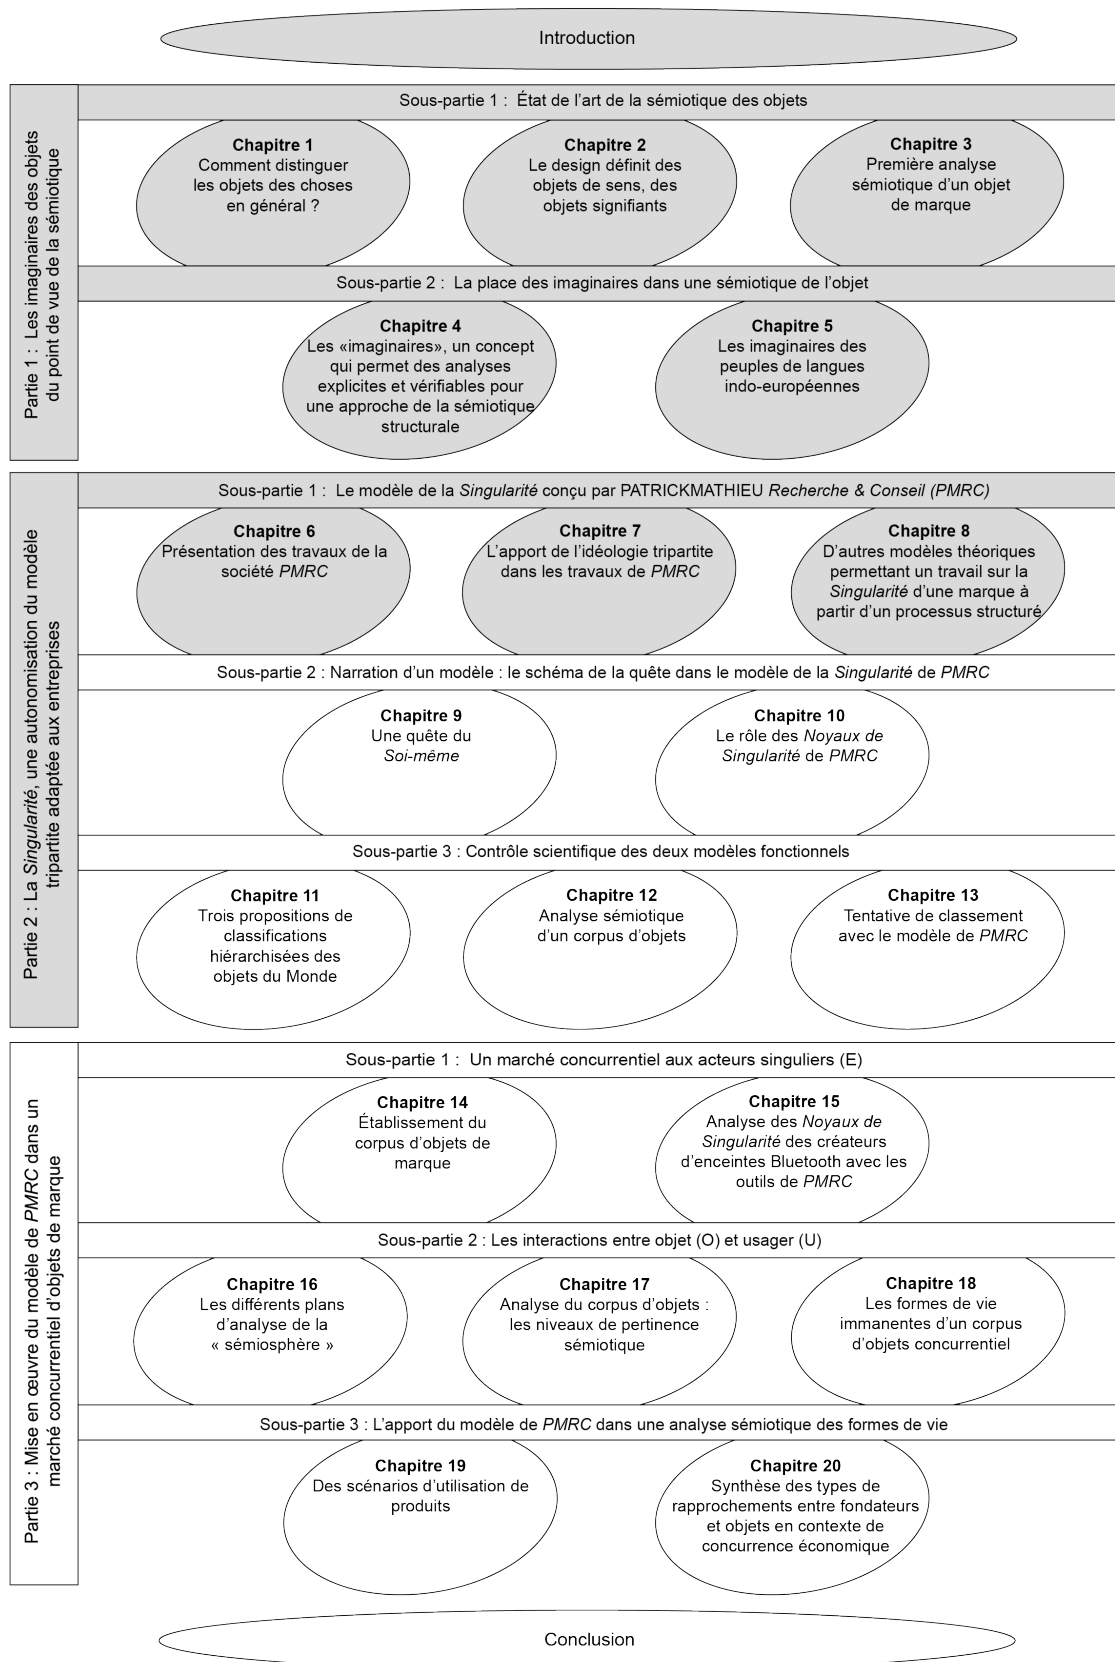 Introduction
Partie 1 : Les imaginaires des objets
du point de vue de la sémiotique
Sous-partie 1 : État de l’art de la sémiotique des objets
Chapitre 1
Comment distinguer
les objets des choses
en général ?
Chapitre 2
Le design définit des
objets de sens, des
objets signifiants
Chapitre 3
Première analyse
sémiotique d’un objet
de marque
Sous-partie 2 : La place des imaginaires dans une sémiotique de l’objet
Chapitre 4
Les «imaginaires», un concept
qui permet des analyses
explicites et vérifiables pour
une approche de la sémiotique
structurale
Chapitre 5
Les imaginaires des
peuples de langues
indo-européennes
Partie 2 : La Singularité, une autonomisation du modèle
tripartite adaptée aux entreprises
Sous-partie 1 : Le modèle de la Singularité conçu par PATRICKMATHIEU Recherche & Conseil (PMRC)
Chapitre 6
Présentation des travaux de la
société PMRC
Chapitre 7
L’apport de l’idéologie tripartite
dans les travaux de PMRC
Chapitre 8
D’autres modèles théoriques
permettant un travail sur la
Singularité d’une marque à
partir d’un processus structuré
Sous-partie 2 : Narration d’un modèle : le schéma de la quête dans le modèle de la Singularité de PMRC
Chapitre 9
Une quête du
Soi-même
Chapitre 10
Le rôle des Noyaux de
Singularité de PMRC
Sous-partie 3 : Contrôle scientifique des deux modèles fonctionnels
Chapitre 11
Trois propositions de
classifications
hiérarchisées des
objets du Monde
Chapitre 12
Analyse sémiotique
d’un corpus d’objets
Chapitre 13
Tentative de classement
avec le modèle de PMRC
Partie 3 : Mise en œuvre du modèle de PMRC dans un
marché concurrentiel d’objets de marque
Sous-partie 1 : Un marché concurrentiel aux acteurs singuliers (E)
Chapitre 14
Établissement du
corpus d’objets de
marque
Chapitre 15
Analyse des Noyaux de
Singularité des créateurs
d’enceintes Bluetooth avec les
outils de PMRC
Sous-partie 2 : Les interactions entre objet (O) et usager (U)
Chapitre 16
Les différents plans
d’analyse de la
« sémiosphère »
Chapitre 17
Analyse du corpus d’objets :
les niveaux de pertinence
sémiotique
Chapitre 18
Les formes de vie
immanentes d’un corpus
d’objets concurrentiel
Sous-partie 3 : L’apport du modèle de PMRC dans une analyse sémiotique des formes de vie
Chapitre 19
Des scénarios d’utilisation de
produits
Chapitre 20
Synthèse des types de
rapprochements entre fondateurs
et objets en contexte de
concurrence économique
Conclusion